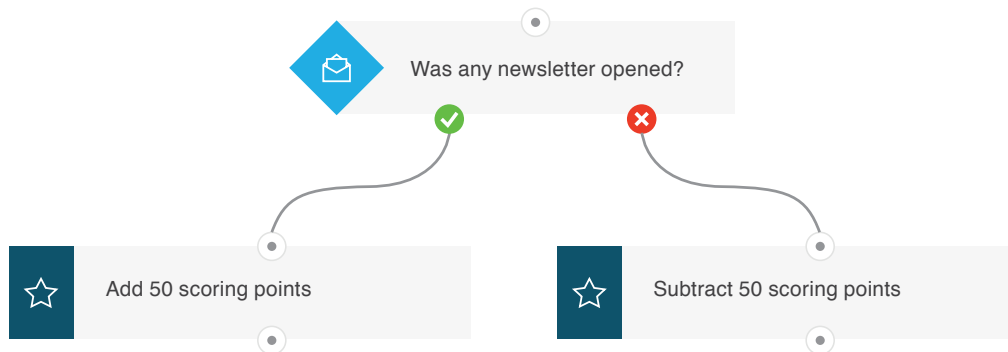 Was any newsletter opened?
Add 50 scoring points
Subtract 50 scoring points